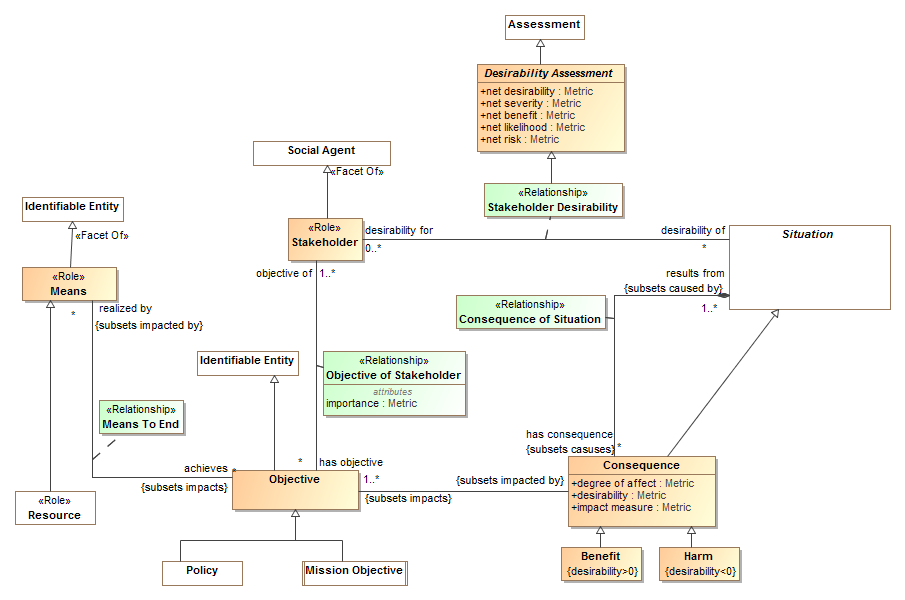 Assessment
Desirability Assessment
+net desirability : Metric
+net severity : Metric
+net benefit : Metric
+net likelihood : Metric
+net risk : Metric
Social Agent
«Facet Of»
«Relationship»
Stakeholder Desirability
Identifiable Entity
«Facet Of»
«Role»
Stakeholder
desirability for
0..*
desirability of
*
Situation
«Role»
Means
objective of
1..*
results from
{subsets caused by}
1..*
*
realized by
{subsets impacted by}
«Relationship»
Consequence of Situation
Identifiable Entity
«Relationship»
Objective of Stakeholder
attributes
importance : Metric
«Relationship»
Means To End
has consequence
{subsets casuses}
*
achieves
*
{subsets impacts}
*
has objective
Objective
1..*
{subsets impacts}
{subsets impacted by}
Consequence
+degree of affect : Metric
+desirability : Metric
+impact measure : Metric
«Role»
Resource
Policy
Mission Objective
Benefit
{desirability>0}
Harm
{desirability<0}